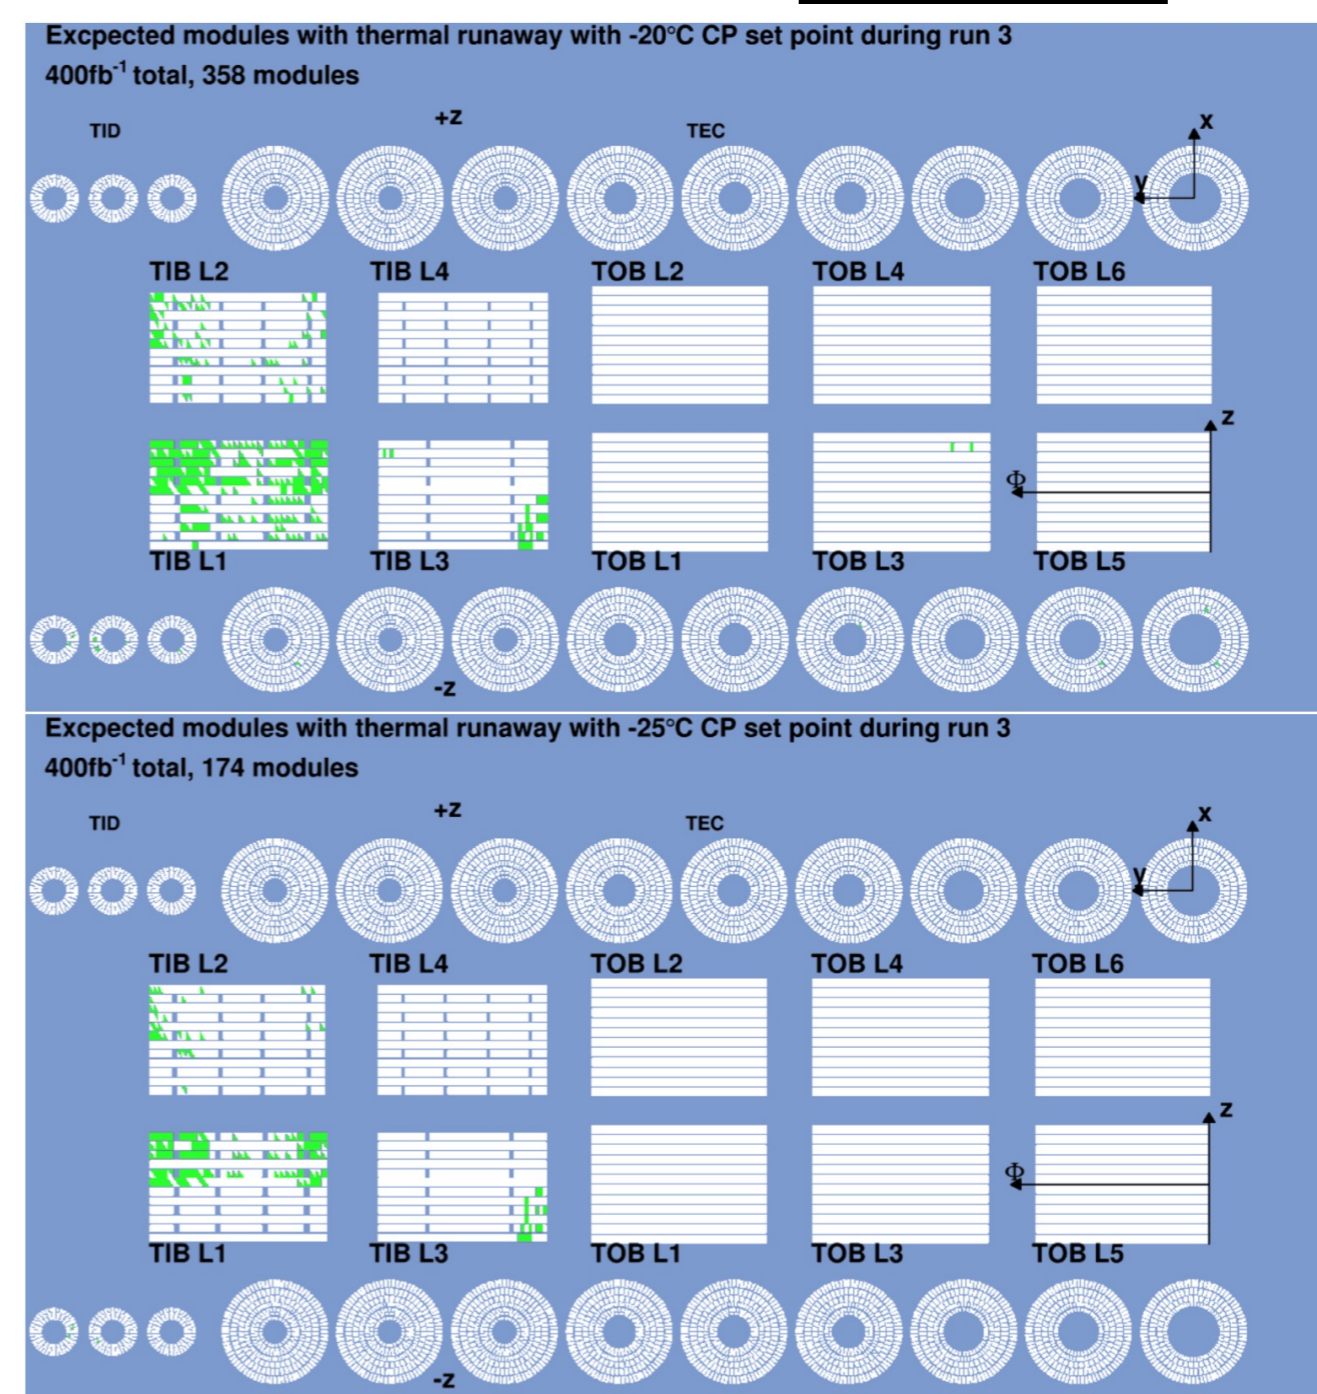 Excpected modules with thermal runaway with -20°C CP set point during run 3
400fb-1 total, 358 modules
+z
TID TEC x
y
TIB L2 TIB L4 TOB L2 TOB L4 TOB L6
z
Φ
TIB L1 TIB L3 TOB L1 TOB L3 TOB L5
-z
Excpected modules with thermal runaway with -25°C CP set point during run 3
400fb-1 total, 174 modules
+z
TID TEC x
y
TIB L2 TIB L4 TOB L2 TOB L4 TOB L6
z
Φ
TIB L1 TIB L3 TOB L1 TOB L3 TOB L5
-z